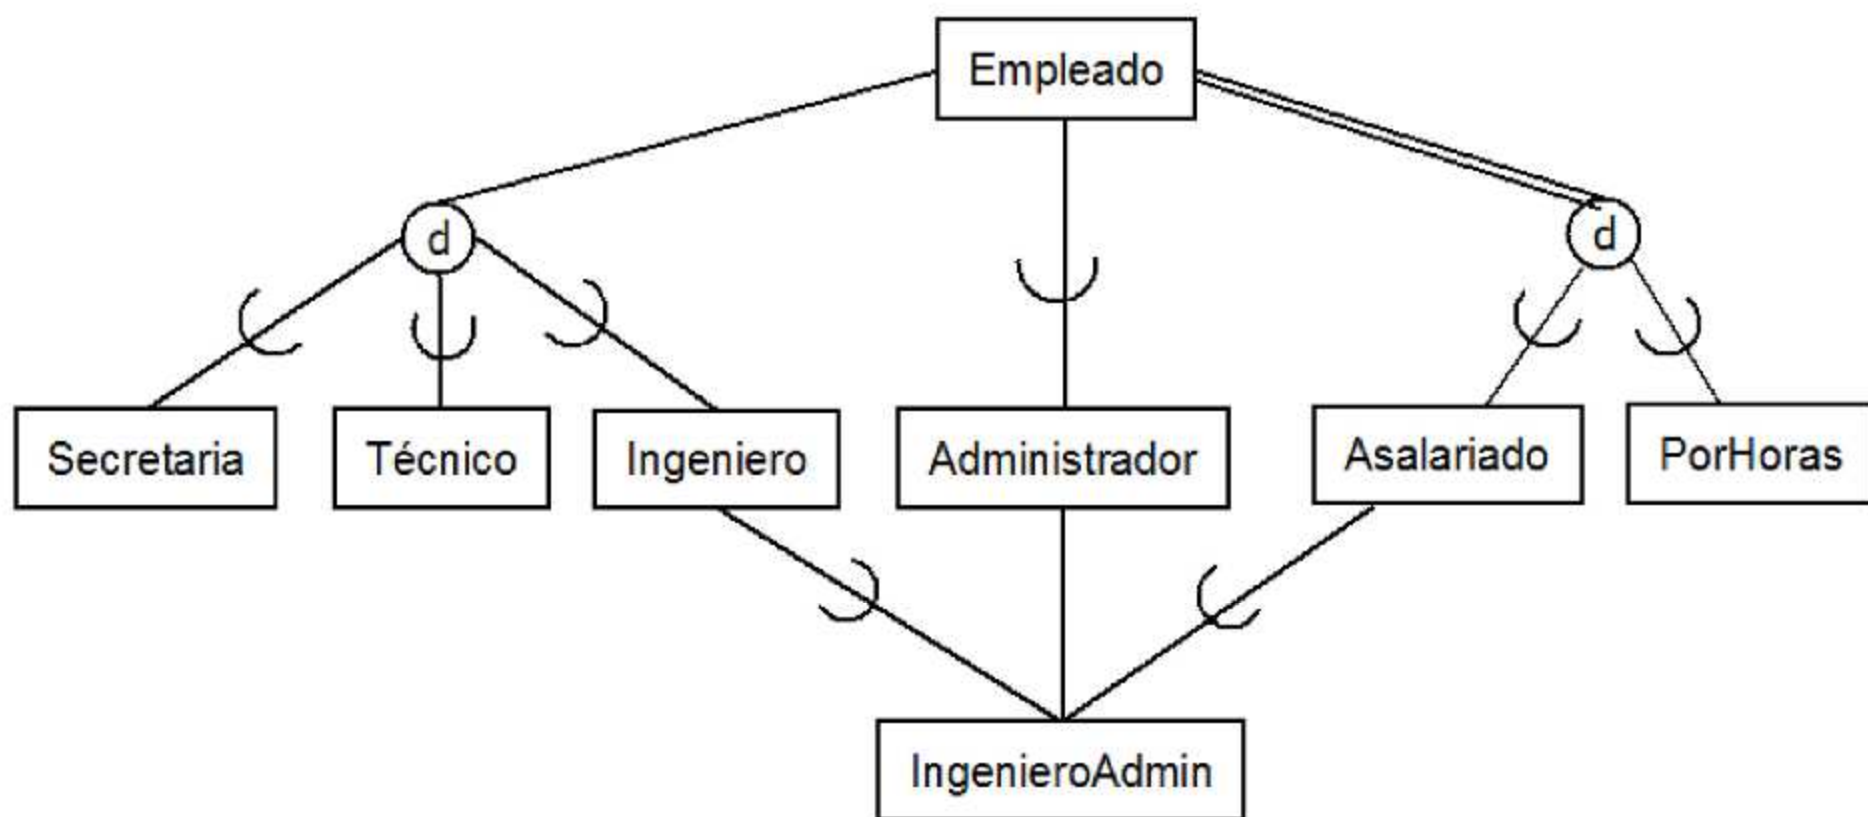 Empleado
d
d
Secretaria
Técnico
Ingeniero
Administrador
Asalariado
PorHoras
IngenieroAdmin